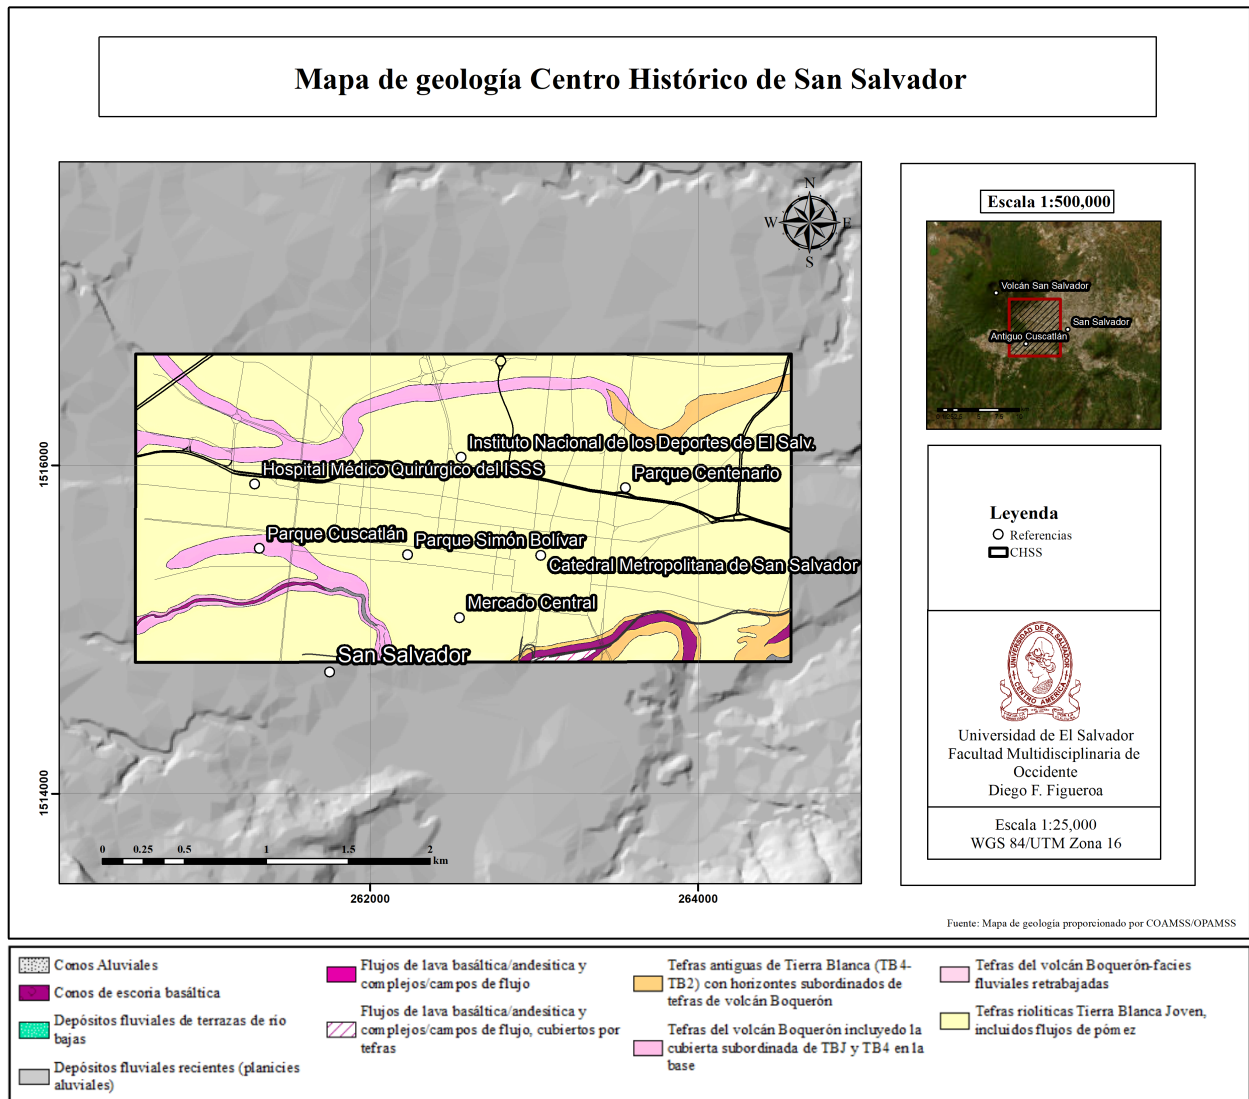 Mapa de geología Centro Histórico de San Salvador
N
W
E
S
1516000
1514000
Instituto Nacional de los Deportes de El Salv.
Hospital Médico Quirúrgico del ISSS
Parque Centenario
Parque Cuscatlán
Parque Simón Bolívar
Catedral Metropolitana de San Salvador
Mercado Central
San Salvador
0 0.25 0.5 1 1.5 2
km
262000
264000
Escala 1:500,000
Volcán San Salvador
San Salvador
Antiguo Cuscatlán
Leyenda
Referencias
CHSS
UNIVERSIDAD DE EL SALVADOR
CENTRO AMERICA
Universidad de El Salvador
Facultad Multidisciplinaria de
Occidente
Diego F. Figueroa
Escala 1:25,000
WGS 84/UTM Zona 16
Fuente: Mapa de geología proporcionado por COAMSS/OPAMSS
Conos Aluviales
Conos de escoria basáltica
Depósitos fluviales de terrazas de río
bajas
Depósitos fluviales recientes (planicies
aluviales)
Flujos de lava basáltica/andesítica y
complejos/campos de flujo
Flujos de lava basáltica/andesítica y
complejos/campos de flujo, cubiertos por
tefras
Tefras antiguas de Tierra Blanca (TB4-
TB2) con horizontes subordinados de
tefras de volcán Boquerón
Tefras del volcán Boquerón incluyedo la
cubierta subordinada de TBJ y TB4 en la
base
Tefras del volcán Boquerón-facies
fluviales retrabajadas
Tefras riolíticas Tierra Blanca Joven,
incluidos flujos de pómez